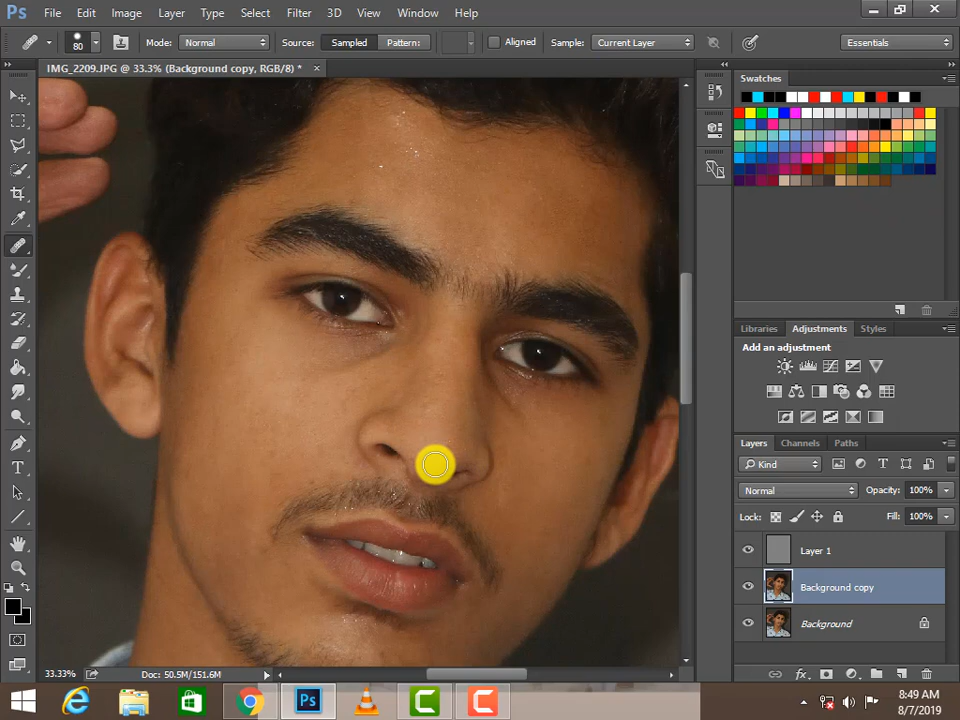 Ps File Edit Image Layer Type Select Filter 3D View Window Help
80 Mode: Normal Source: Sampled Pattern: Aligned Sample: Current Layer Essentials
IMG_2209.JPG @ 33.3% (Background copy, RGB/8) *
Swatches
Libraries Adjustments Styles
Add an adjustment
Layers Channels Paths
Kind
Normal Opacity: 100%
Lock: Fill: 100%
Layer 1
Background copy
Background
33.33% Doc: 50.5M/151.6M
fx
8:49 AM
8/7/2019